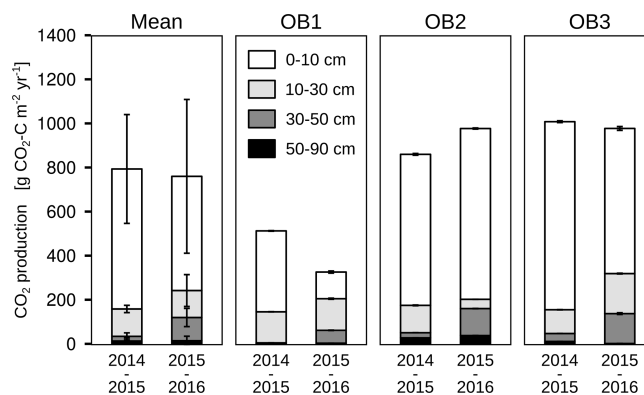 Mean OB1 OB2 OB3
CO₂ production [g CO₂-C m⁻² yr⁻¹]
1400
1200
1000
800
600
400
200
0
0-10 cm
10-30 cm
30-50 cm
50-90 cm
2014 2015 2014 2015 2014 2015 2014 2015
- - - - - - - -
2015 2016 2015 2016 2015 2016 2015 2016